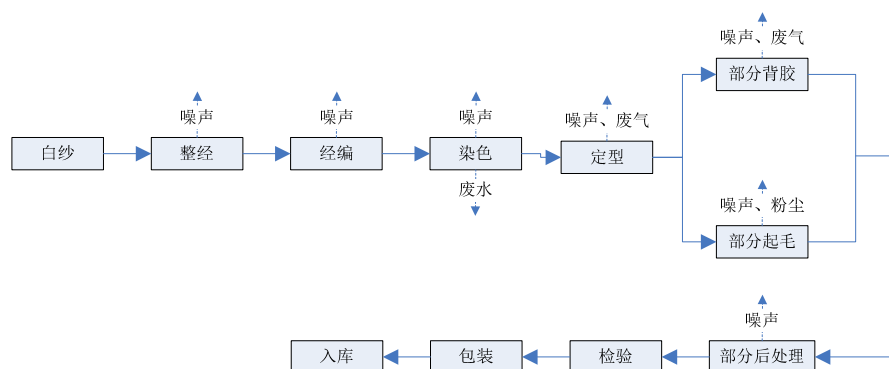 噪声、废气
部分背胶
噪声
噪声
噪声
噪声、废气
白纱
整经
经编
染色
定型
废水
噪声、粉尘
部分起毛
噪声
入库
包装
检验
部分后处理